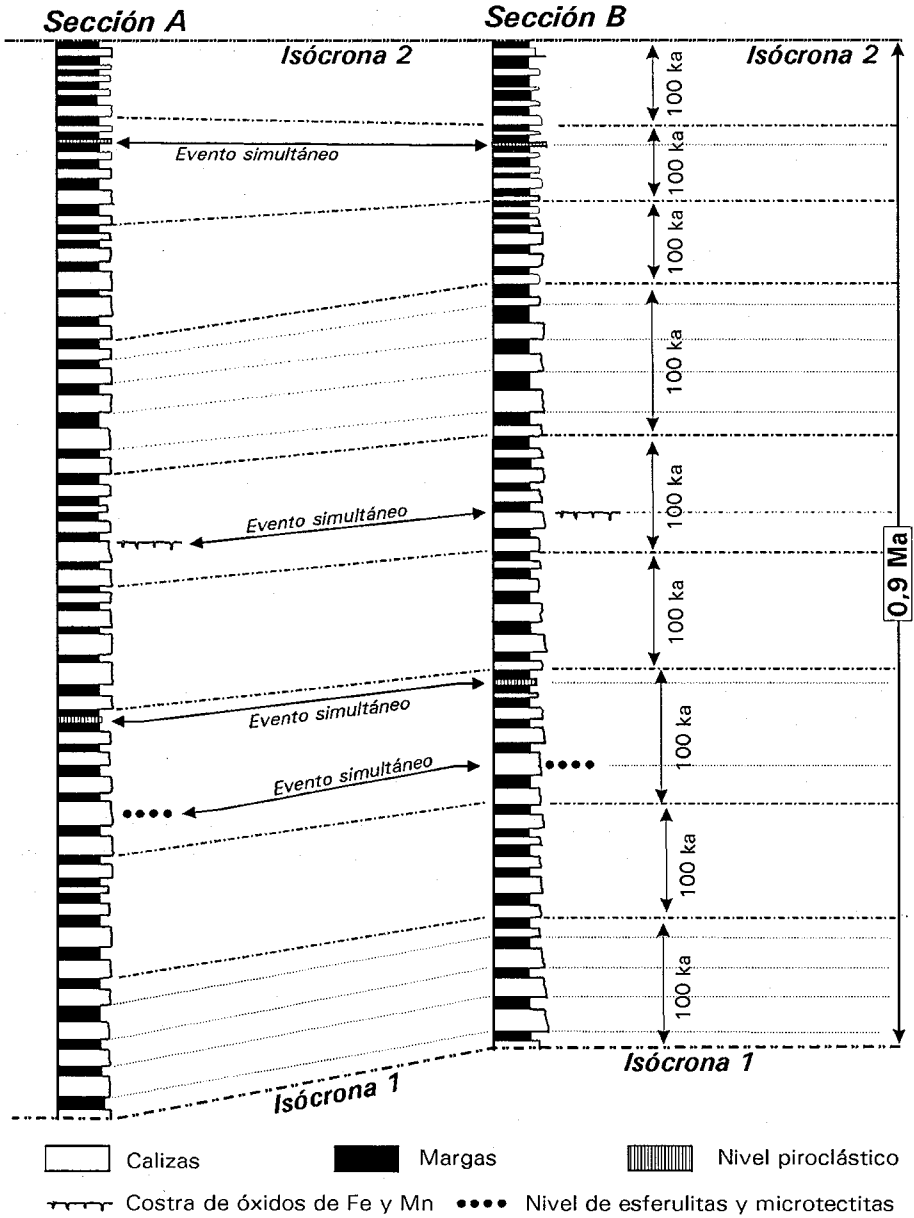 Sección A
Sección B
Isócrona 2
Isócrona 2
100 ka
Evento simultáneo
100 ka
100 ka
100 ka
100 ka
Evento simultáneo
0,9 Ma
100 ka
Evento simultáneo
100 ka
Evento simultáneo
100 ka
100 ka
Isócrona 1
Isócrona 1
Calizas
Margas
Nivel piroclástico
Costra de óxidos de Fe y Mn
Nivel de esferulitas y microtectitas